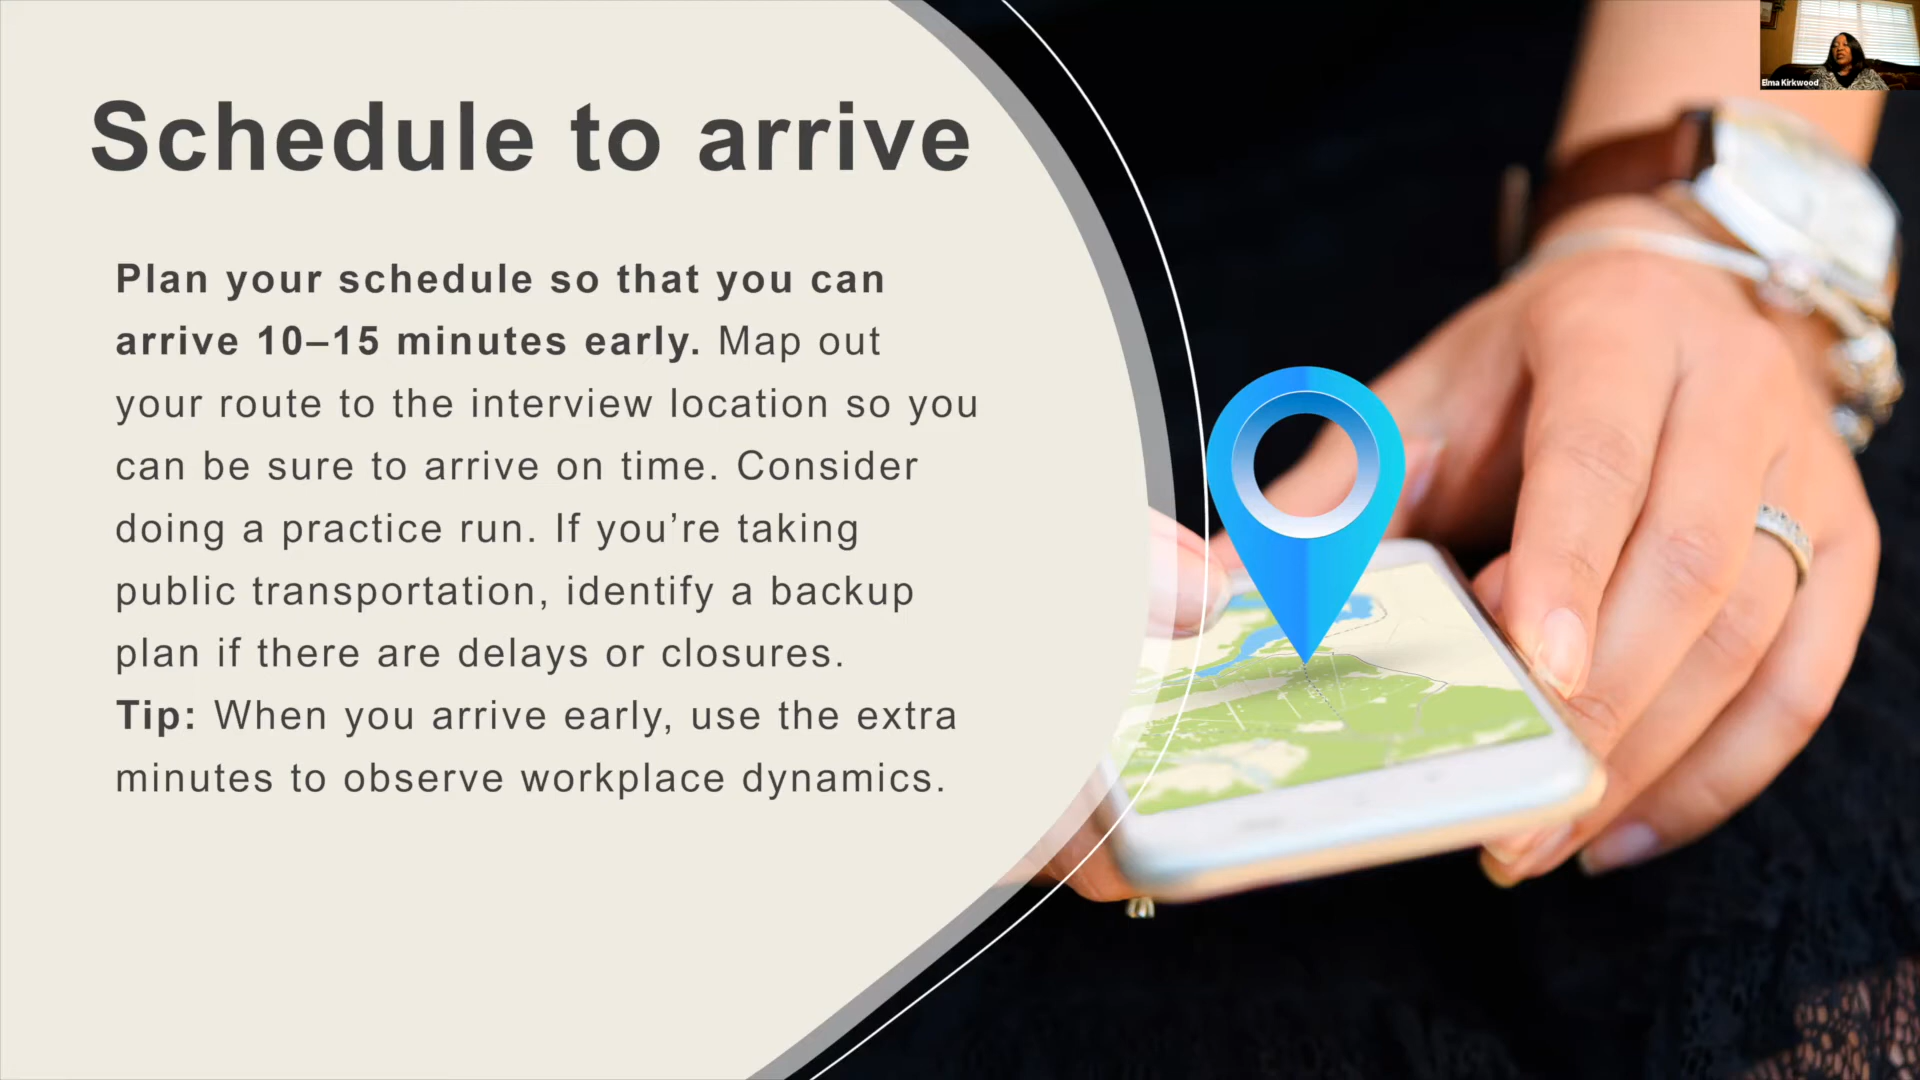 Schedule to arrive
Plan your schedule so that you can
arrive 10–15 minutes early. Map out
your route to the interview location so you
can be sure to arrive on time. Consider
doing a practice run. If you’re taking
public transportation, identify a backup
plan if there are delays or closures.
Tip: When you arrive early, use the extra
minutes to observe workplace dynamics.
Elma Kirkwood